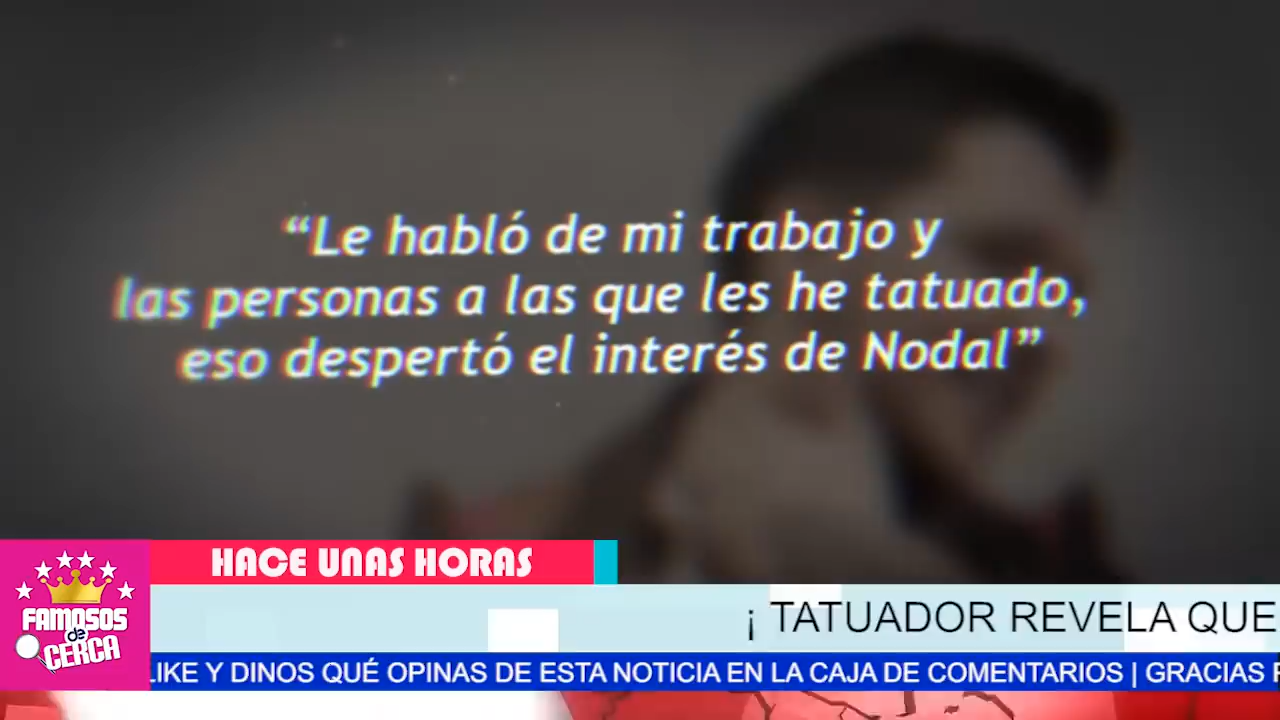 “Le habló de mi trabajo y
las personas a las que les he tatuado,
eso despertó el interés de Nodal”
HACE UNAS HORAS
FAMOSOS
de
CERCA
¡ TATUADOR REVELA QUE
LIKE Y DINOS QUÉ OPINAS DE ESTA NOTICIA EN LA CAJA DE COMENTARIOS | GRACIAS